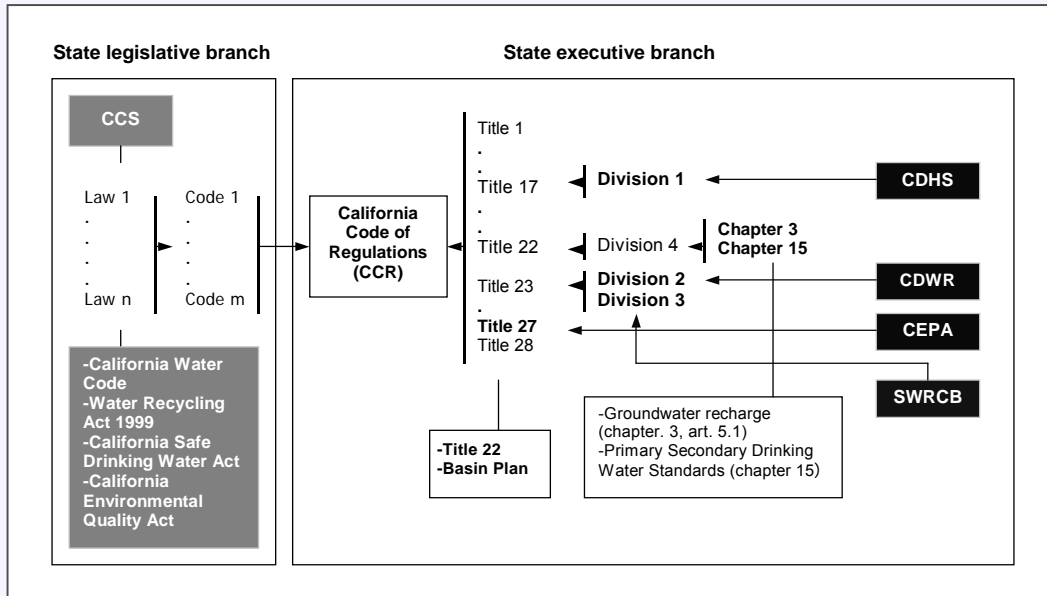 State legislative branch
State executive branch
CCS
Law 1
.
.
.
.
Law n
Code 1
.
.
.
.
Code m
-California Water
Code
-Water Recycling
Act 1999
-California Safe
Drinking Water Act
-California
Environmental
Quality Act
California
Code of
Regulations
(CCR)
Title 1
.
.
Title 17
.
.
Title 22
Title 23
.
Title 27
Title 28
Division 1
Division 4
Division 2
Division 3
Chapter 3
Chapter 15
CDHS
CDWR
CEPA
SWRCB
-Title 22
-Basin Plan
-Groundwater recharge
(chapter. 3, art. 5.1)
-Primary Secondary Drinking
Water Standards (chapter 15)